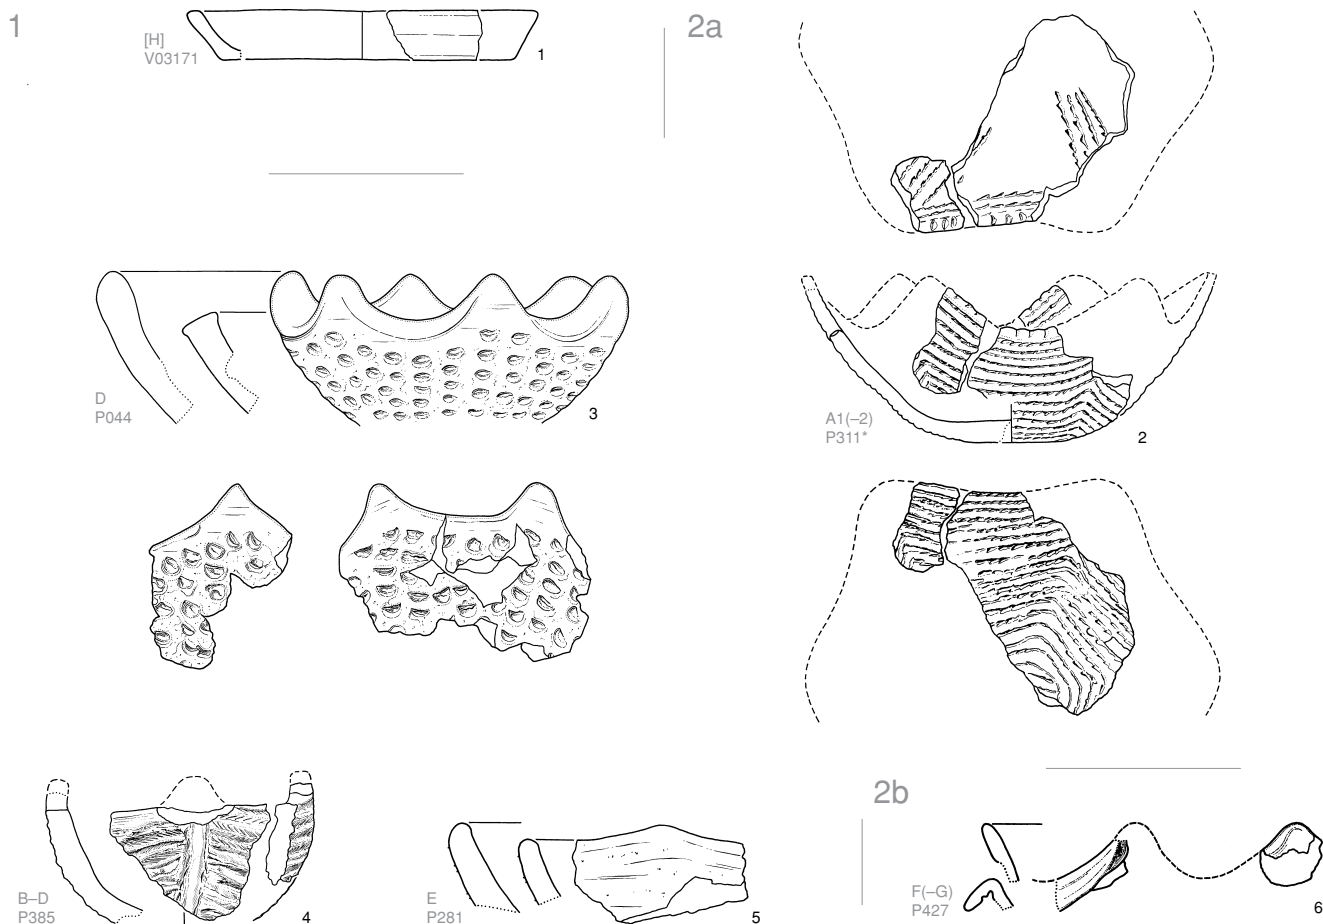 1
[H]
V03171
1
2a
D
P044
3
A1(–2)
P311*
2
B–D
P385
4
E
P281
5
2b
F(–G)
P427
6